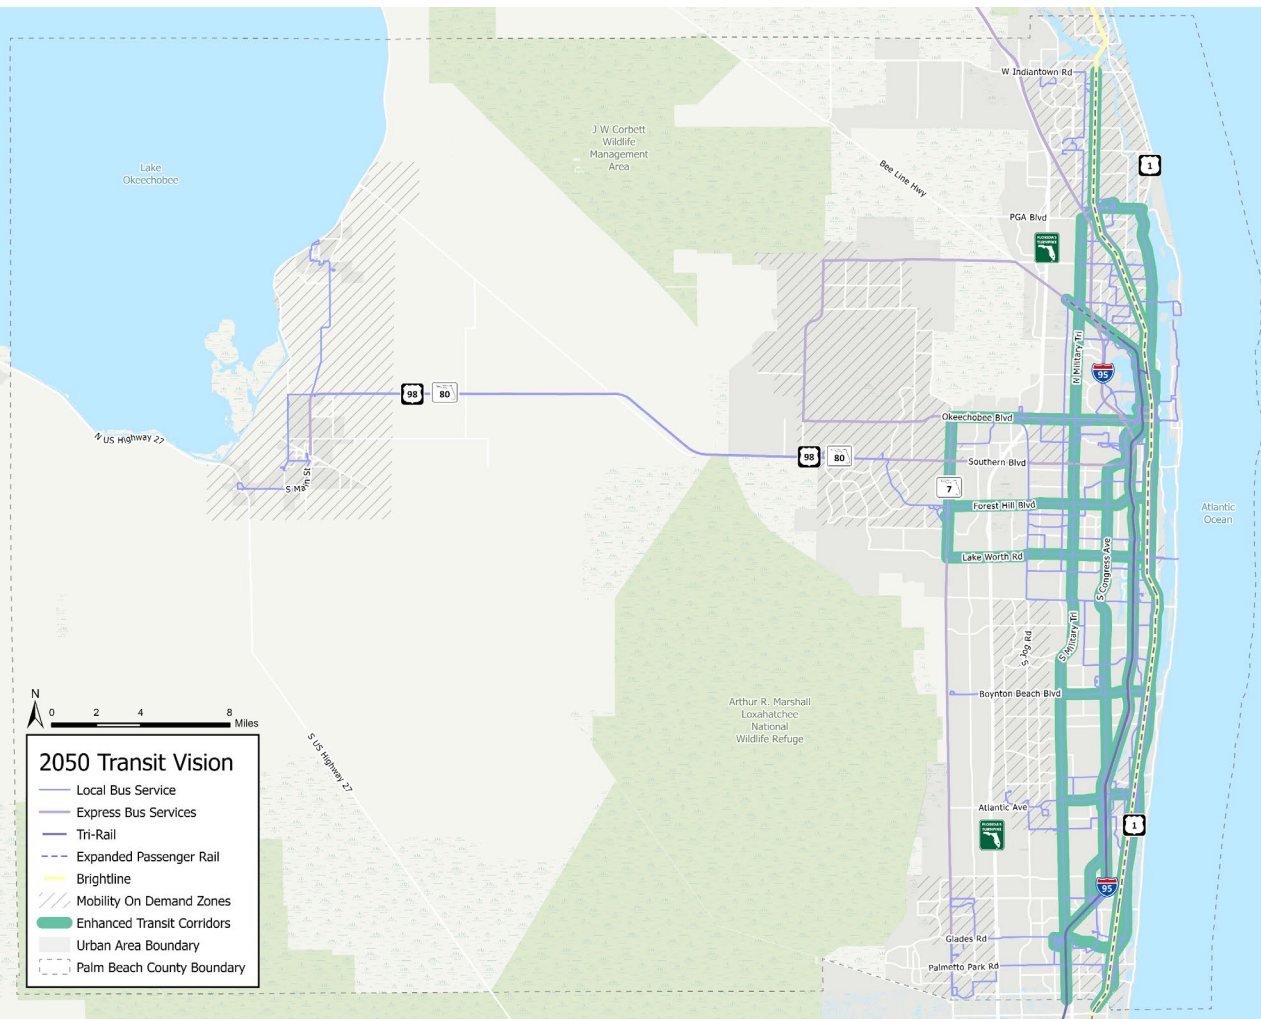 W Indiantown Rd
J W Corbett
Wildlife
Management
Area
Lake
Okeechobee
1
Bee Line Hwy
PGA Blvd
FLORIDA'S
TURNPIKE
N Military Trl
95
98
80
Okeechobee Blvd
N US Highway 27
98
80
Southern Blvd
S Main St
7
Forest Hill Blvd
Atlantic
Ocean
Lake Worth Rd
S Congress Ave
S Military Trl
S Jog Rd
Boynton Beach Blvd
Arthur R. Marshall
Loxahatchee
National
Wildlife Refuge
S US Highway 27
Atlantic Ave
FLORIDA'S
TURNPIKE
1
95
Glades Rd
Palmetto Park Rd
N
0 2 4 8
Miles
2050 Transit Vision
Local Bus Service
Express Bus Services
Tri-Rail
Expanded Passenger Rail
Brightline
Mobility On Demand Zones
Enhanced Transit Corridors
Urban Area Boundary
Palm Beach County Boundary